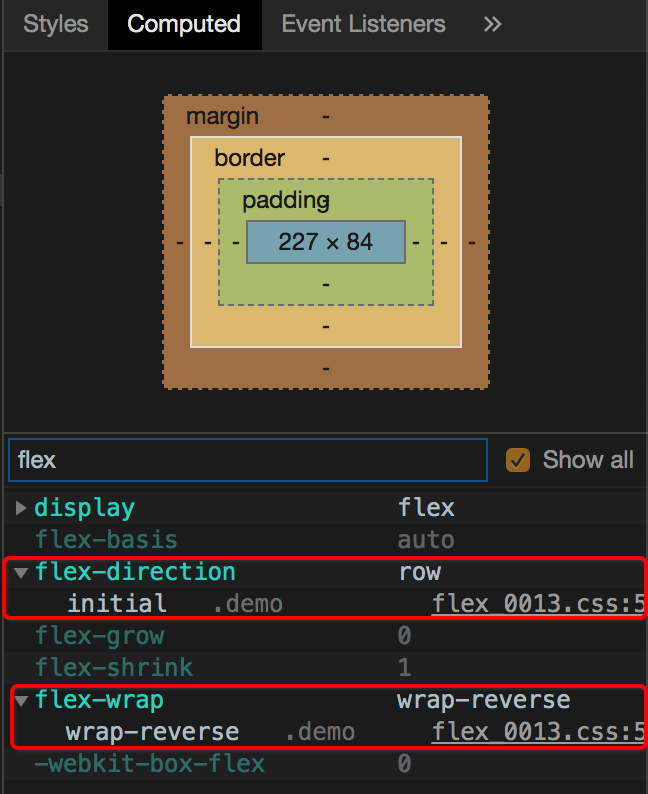 Styles Computed Event Listeners »
margin -
border -
padding -
- - - 227 × 84 - - -
-
-
-
flex Show all
display flex
flex-basis auto
flex-direction row
initial .demo flex_0013.css:5
flex-grow 0
flex-shrink 1
flex-wrap wrap-reverse
wrap-reverse .demo flex_0013.css:5
-webkit-box-flex 0